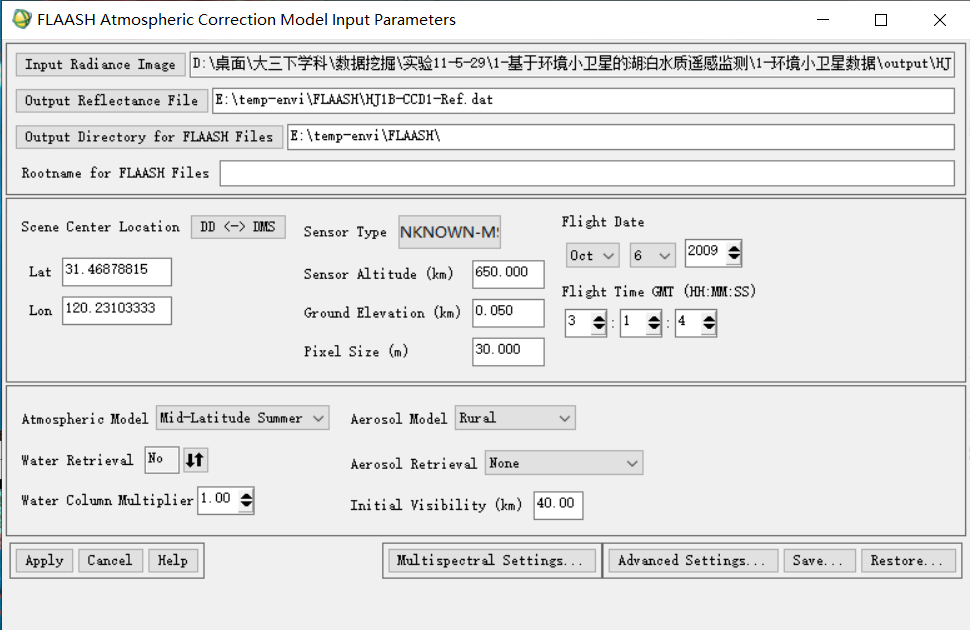 FLAASH Atmospheric Correction Model Input Parameters
Input Radiance Image D:\桌面\大三下学科\数据挖掘\实验11-5-29\1-基于环境小卫星的湖泊水质遥感监测\1-环境小卫星数据\output\HJ
Output Reflectance File E:\temp-envi\FLAASH\HJ1B-CCD1-Ref.dat
Output Directory for FLAASH Files E:\temp-envi\FLAASH\
Rootname for FLAASH Files
Scene Center Location DD <-> DMS
Lat 31.46878815
Lon 120.23103333
Sensor Type NKNOWN-MS
Sensor Altitude (km) 650.000
Ground Elevation (km) 0.050
Pixel Size (m) 30.000
Flight Date
Oct 6 2009
Flight Time GMT (HH:MM:SS)
3 : 1 : 4
Atmospheric Model Mid-Latitude Summer
Water Retrieval No
Water Column Multiplier 1.00
Aerosol Model Rural
Aerosol Retrieval None
Initial Visibility (km) 40.00
Apply Cancel Help Multispectral Settings... Advanced Settings... Save... Restore...